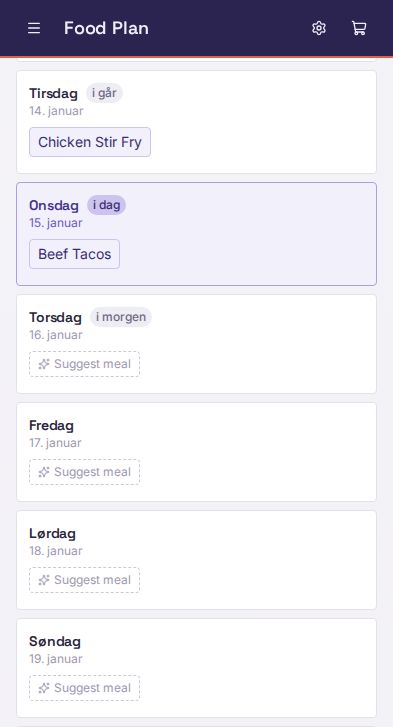 Food Plan
Tirsdag i går
14. januar
Chicken Stir Fry
Onsdag i dag
15. januar
Beef Tacos
Torsdag i morgen
16. januar
Suggest meal
Fredag
17. januar
Suggest meal
Lørdag
18. januar
Suggest meal
Søndag
19. januar
Suggest meal